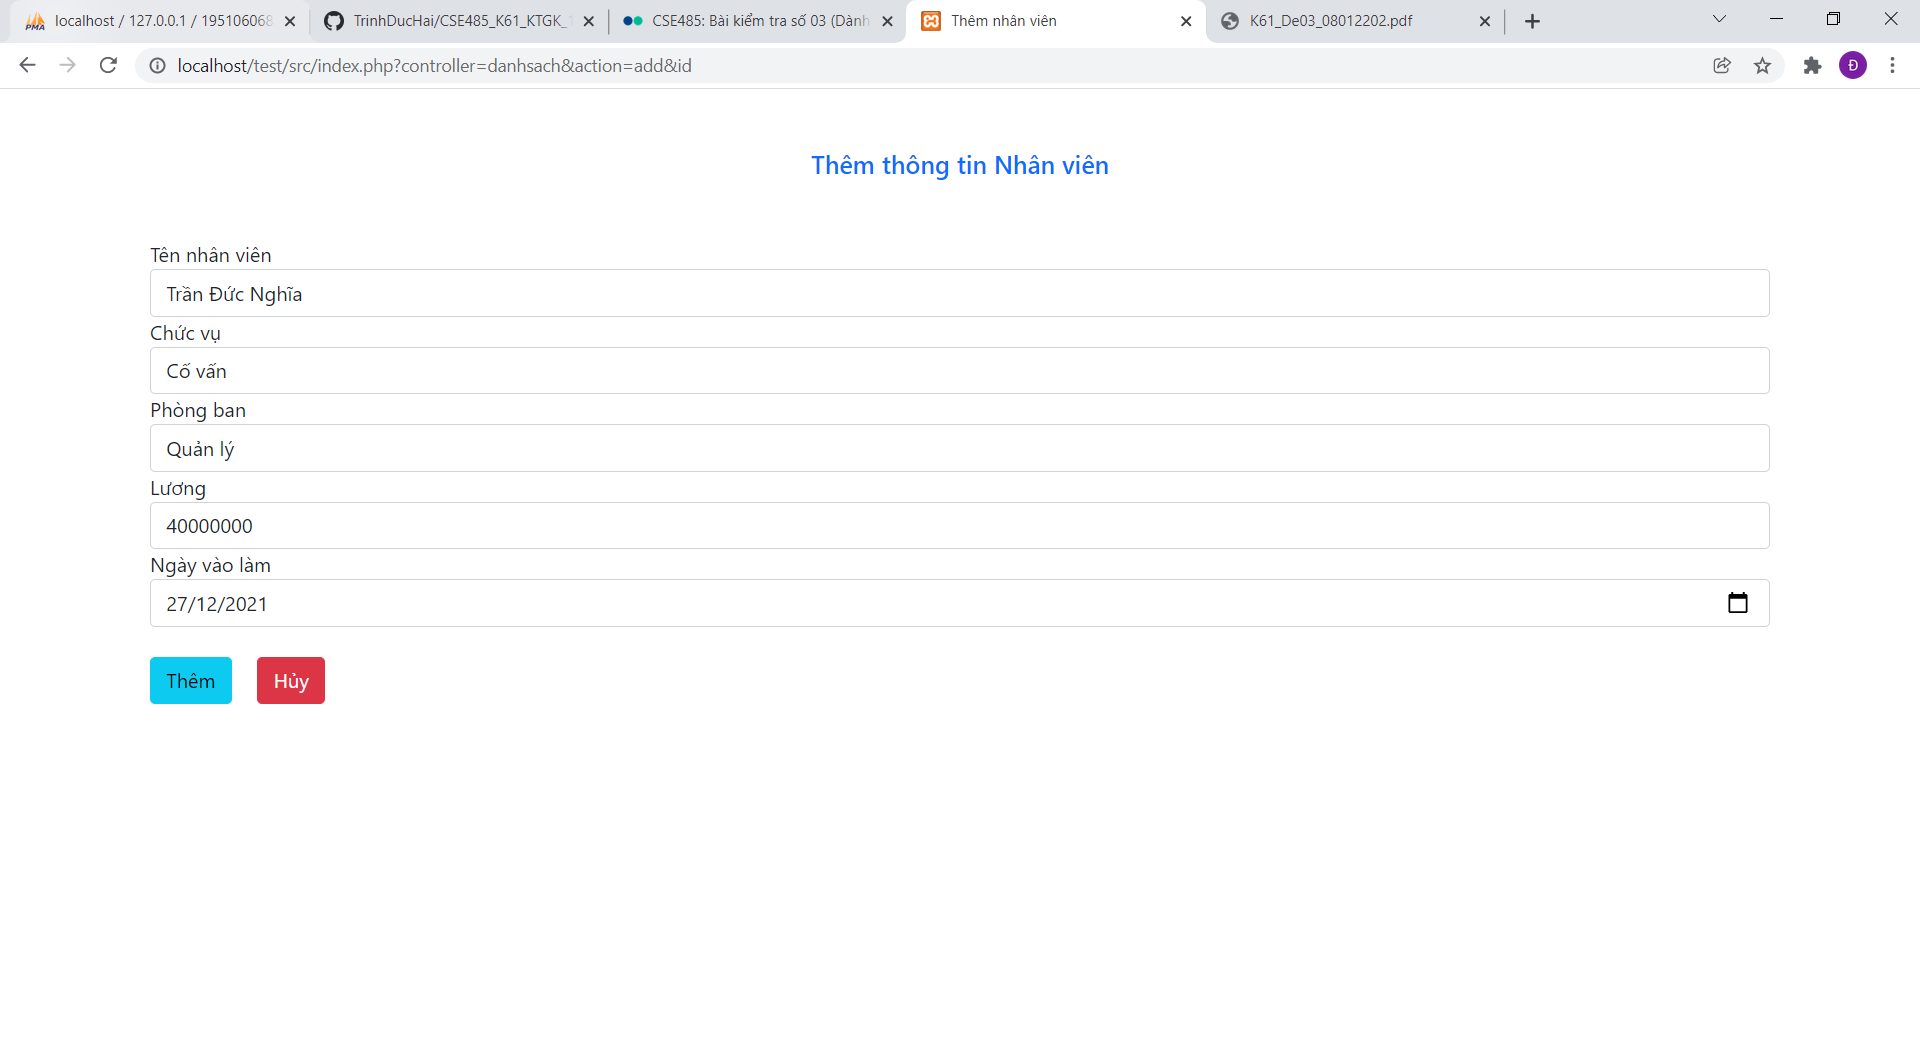 localhost / 127.0.0.1 / 195106068
TrinhDucHai/CSE485_K61_KTGK_
CSE485: Bài kiểm tra số 03 (Dành
Thêm nhân viên
K61_De03_08012202.pdf
localhost/test/src/index.php?controller=danhsach&action=add&id
Đ
Thêm thông tin Nhân viên
Tên nhân viên
Trần Đức Nghĩa
Chức vụ
Cố vấn
Phòng ban
Quản lý
Lương
40000000
Ngày vào làm
27/12/2021
Thêm Hủy